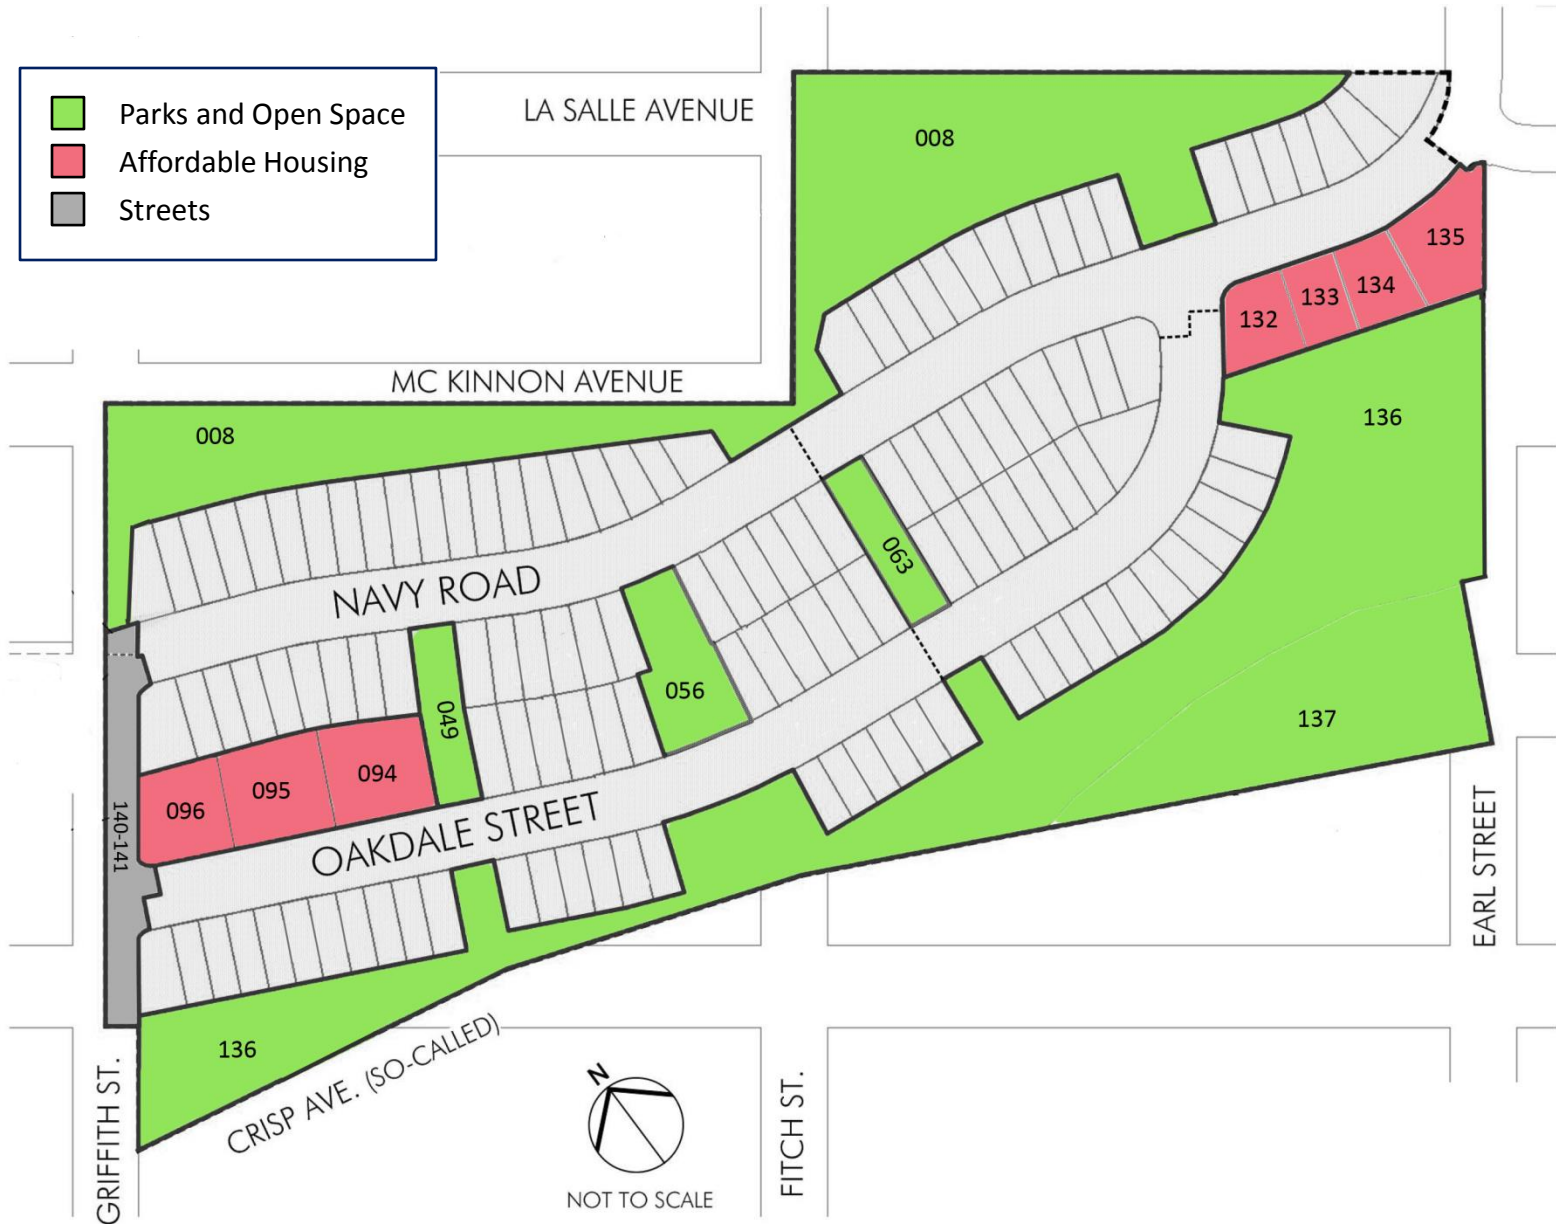 Parks and Open Space
Affordable Housing
Streets
LA SALLE AVENUE
008
135
134
133
132
MC KINNON AVENUE
136
008
063
NAVY ROAD
056
049
137
094
095
096
140-141
OAKDALE STREET
EARL STREET
136
CRISP AVE. (SO-CALLED)
GRIFFITH ST.
N
FITCH ST.
NOT TO SCALE